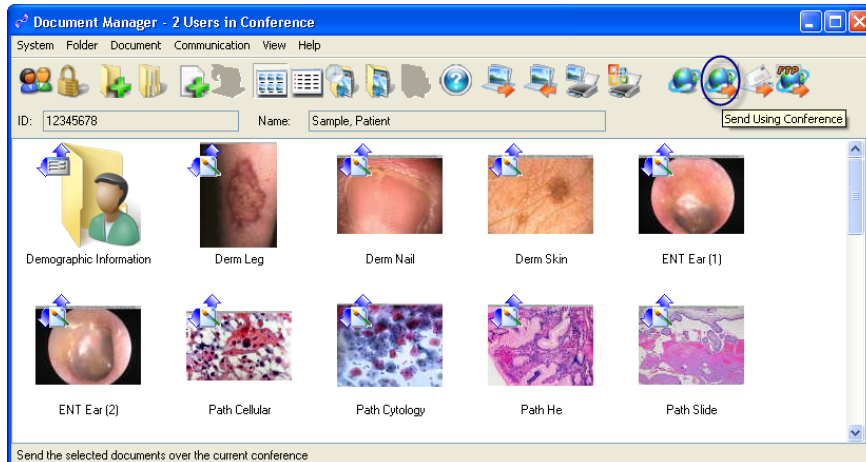 Document Manager - 2 Users in Conference
System Folder Document Communication View Help
FTP
ID: 12345678 Name: Sample, Patient
Send Using Conference
Demographic Information Derm Leg Derm Nail Derm Skin ENT Ear (1)
ENT Ear (2) Path Cellular Path Cytology Path He Path Slide
Send the selected documents over the current conference